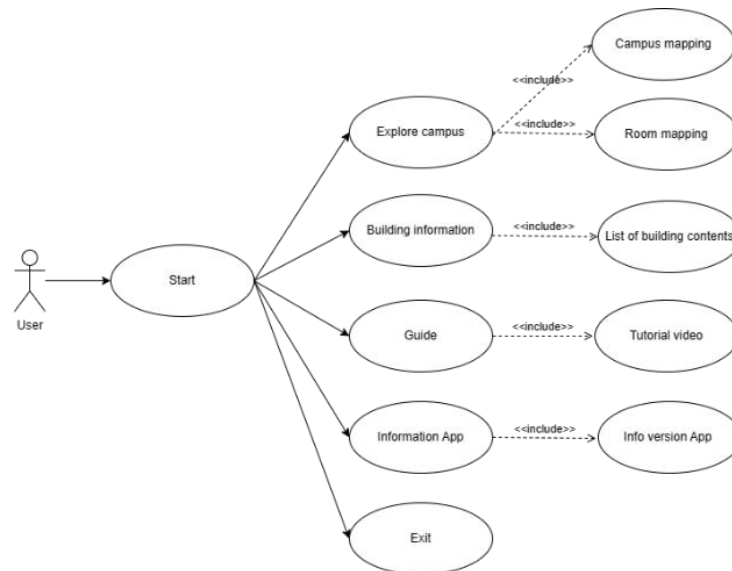 Campus mapping
<<include>>
Explore campus
<<include>>
Room mapping
Building information
<<include>>
List of building contents
User
Start
Guide
<<include>>
Tutorial video
Information App
<<include>>
Info version App
Exit